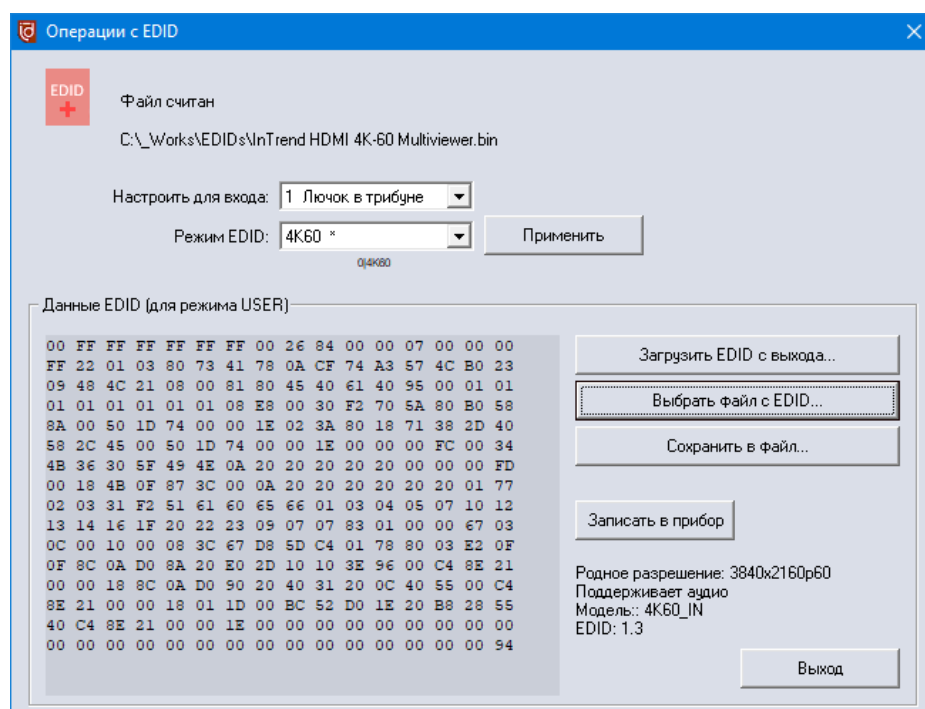 Операции с EDID
EDID
Файл считан
C:\_Works\EDIDs\InTrend HDMI 4K-60 Multiviewer.bin
Настроить для входа: 1 Лючок в трибуне
Режим EDID: 4K60 * Применить
0|4K60
Данные EDID (для режима USER)
00 FF FF FF FF FF FF 00 26 84 00 00 07 00 00 00
FF 22 01 03 80 73 41 78 0A CF 74 A3 57 4C B0 23
09 48 4C 21 08 00 81 80 45 40 61 40 95 00 01 01
01 01 01 01 01 01 08 E8 00 30 F2 70 5A 80 B0 58
8A 00 50 1D 74 00 00 1E 02 3A 80 18 71 38 2D 40
58 2C 45 00 50 1D 74 00 00 1E 00 00 00 FC 00 34
4B 36 30 5F 49 4E 0A 20 20 20 20 20 00 00 00 FD
00 18 4B 0F 87 3C 00 0A 20 20 20 20 20 20 01 77
02 03 31 F2 51 61 60 65 66 01 03 04 05 07 10 12
13 14 16 1F 20 22 23 09 07 07 83 01 00 00 67 03
0C 00 10 00 08 3C 67 D8 5D C4 01 78 80 03 E2 0F
0F 8C 0A D0 8A 20 E0 2D 10 10 3E 96 00 C4 8E 21
00 00 18 8C 0A D0 90 20 40 31 20 0C 40 55 00 C4
8E 21 00 00 18 01 1D 00 BC 52 D0 1E 20 B8 28 55
40 C4 8E 21 00 00 1E 00 00 00 00 00 00 00 00 00
00 00 00 00 00 00 00 00 00 00 00 00 00 00 00 94
Загрузить EDID с выхода...
Выбрать файл с EDID...
Сохранить в файл...
Записать в прибор
Родное разрешение: 3840x2160p60
Поддерживает аудио
Модель:: 4K60_IN
EDID: 1.3
Выход